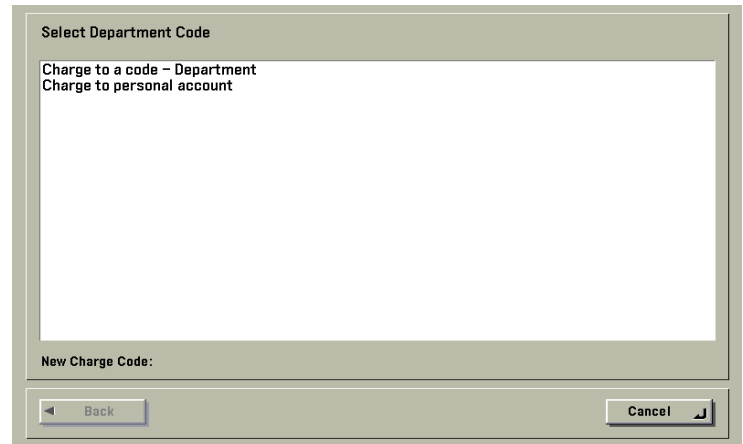 Select Department Code
Charge to a code – Department
Charge to personal account
New Charge Code:
Back
Cancel